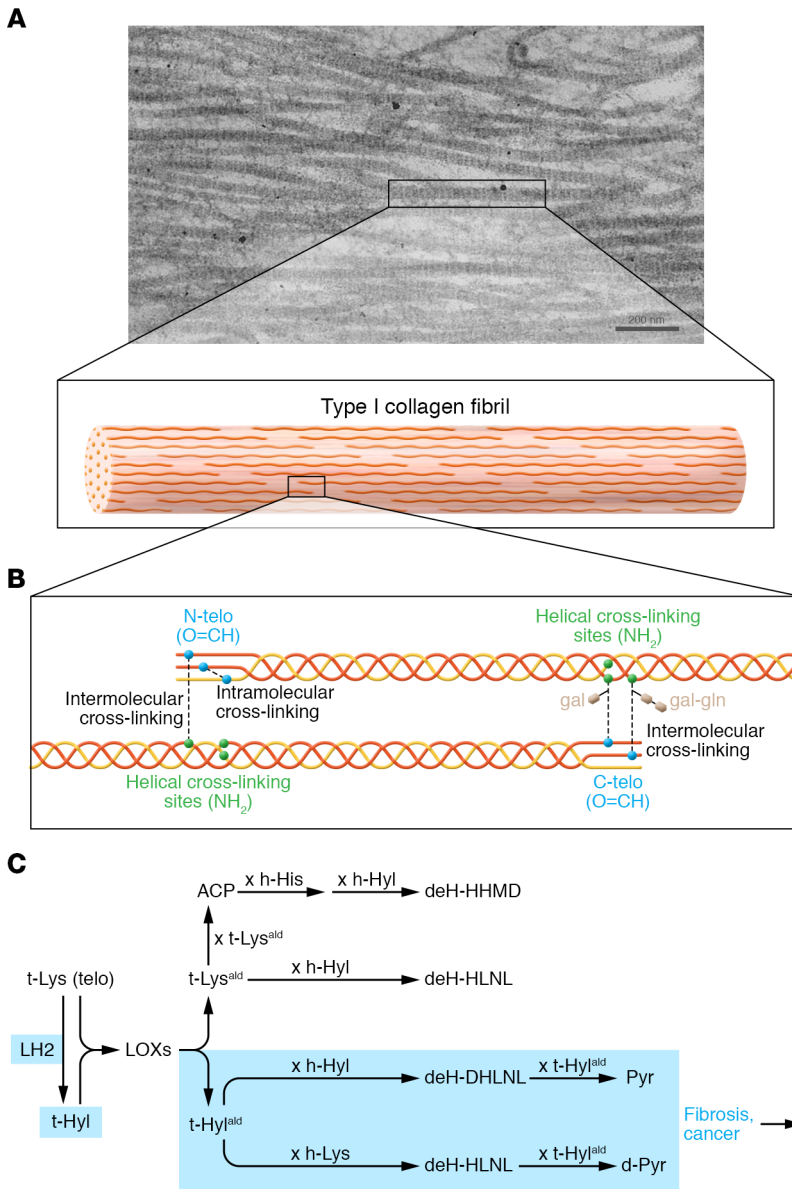 A
200 nm
Type I collagen fibril
B
N-telo
(O=CH)
Helical cross-linking
sites (NH2)
Intermolecular
cross-linking
Intramolecular
cross-linking
gal
gal-gln
Intermolecular
cross-linking
Helical cross-linking
sites (NH2)
C-telo
(O=CH)
C
ACP
x h-His
x h-Hyl
deH-HHMD
x t-Lysald
t-Lys (telo)
t-Lysald
x h-Hyl
deH-HLNL
LH2
LOXs
x h-Hyl
deH-DHLNL
x t-Hylald
Pyr
t-Hyl
t-Hylald
Fibrosis,
cancer
x h-Lys
deH-HLNL
x t-Hylald
d-Pyr